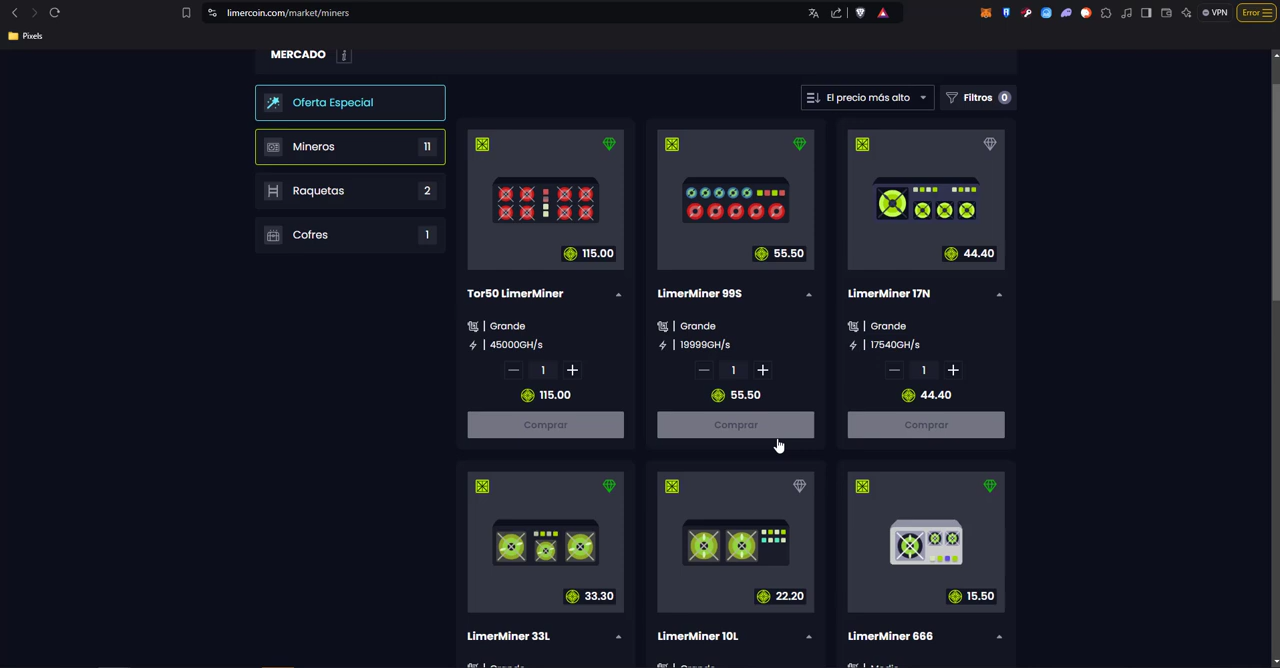 limercoin.com/market/miners
VPN
Error
Pixels
MERCADO
Oferta Especial
Mineros 11
Raquetas 2
Cofres 1
El precio más alto
Filtros 0
115.00
55.50
44.40
Tor50 LimerMiner
LimerMiner 99S
LimerMiner 17N
Grande
Grande
Grande
45000GH/s
19999GH/s
17540GH/s
— 1 +
— 1 +
— 1 +
115.00
55.50
44.40
Comprar
Comprar
Comprar
33.30
22.20
15.50
LimerMiner 33L
LimerMiner 10L
LimerMiner 666
Grande
Grande
Medio